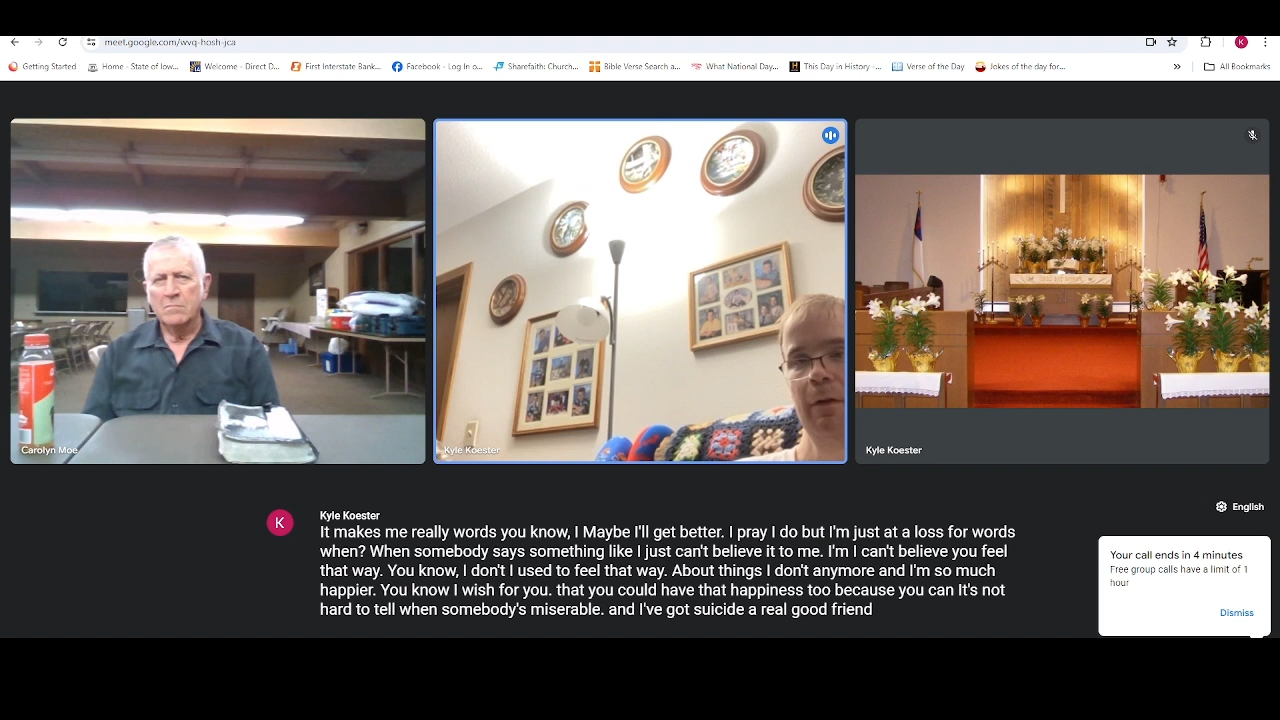 meet.google.com/wvq-hosh-jca
K
Getting Started
Home - State of Iow...
Welcome - Direct D...
First Interstate Bank...
Facebook - Log In o...
Sharefaith: Church...
Bible Verse Search a...
What National Day...
This Day in History -...
Verse of the Day
Jokes of the day for...
»
All Bookmarks
Carolyn Moe
Kyle Koester
Kyle Koester
English
K
Kyle Koester
It makes me really words you know, I Maybe I'll get better. I pray I do but I'm just at a loss for words
when? When somebody says something like I just can't believe it to me. I'm I can't believe you feel
that way. You know, I don't I used to feel that way. About things I don't anymore and I'm so much
happier. You know I wish for you. that you could have that happiness too because you can It's not
hard to tell when somebody's miserable. and I've got suicide a real good friend
Your call ends in 4 minutes
Free group calls have a limit of 1
hour
Dismiss